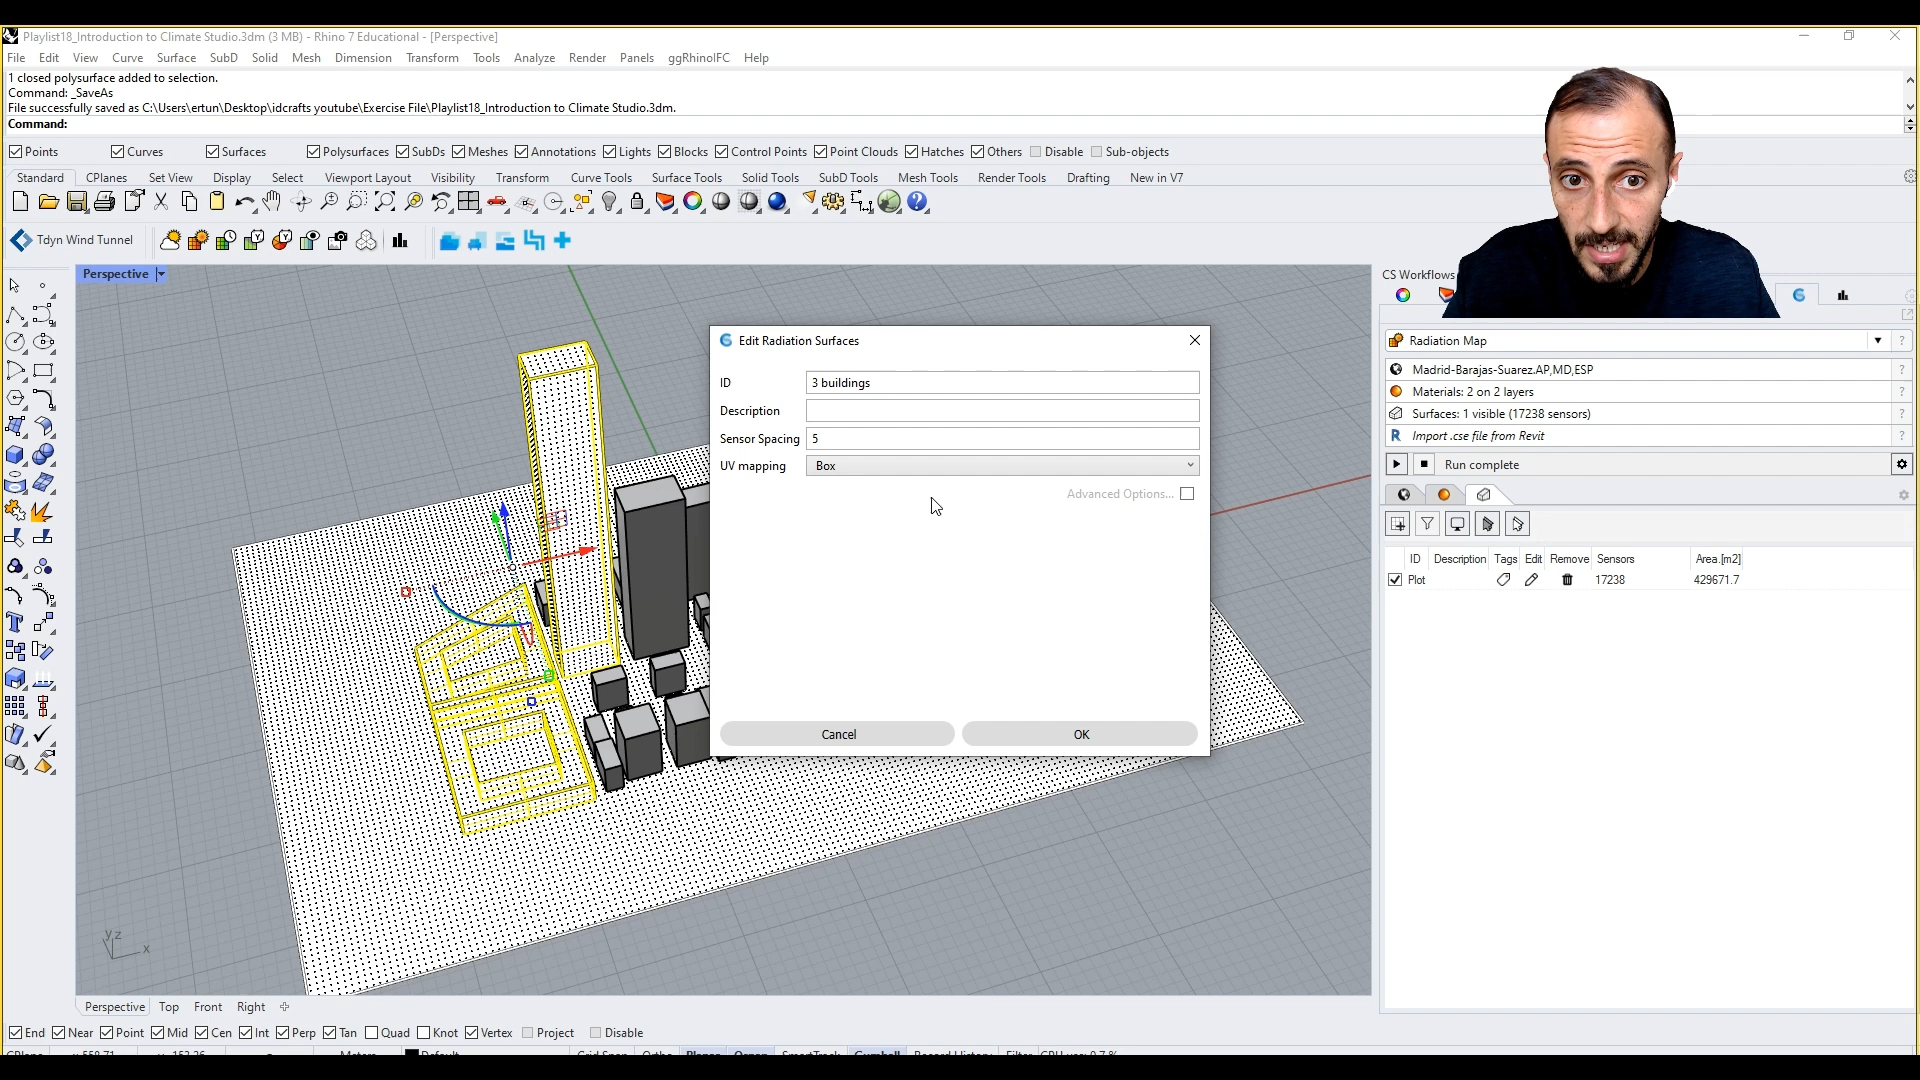 Playlist18_Introduction to Climate Studio.3dm (3 MB) - Rhino 7 Educational - [Perspective]
File Edit View Curve Surface SubD Solid Mesh Dimension Transform Tools Analyze Render Panels ggRhinoIFC Help
1 closed polysurface added to selection.
Command: _SaveAs
File successfully saved as C:\Users\ertun\Desktop\idcrafts youtube\Exercise File\Playlist18_Introduction to Climate Studio.3dm.
Command:
Points Curves Surfaces Polysurfaces SubDs Meshes Annotations Lights Blocks Control Points Point Clouds Hatches Others Disable Sub-objects
Standard CPlanes Set View Display Select Viewport Layout Visibility Transform Curve Tools Surface Tools Solid Tools SubD Tools Mesh Tools Render Tools Drafting New in V7
Tdyn Wind Tunnel
Perspective
CS Workflows
Edit Radiation Surfaces
ID 3 buildings
Description
Sensor Spacing 5
UV mapping Box
Advanced Options...
Cancel OK
Radiation Map ?
Madrid-Barajas-Suarez.AP,MD,ESP ?
Materials: 2 on 2 layers ?
Surfaces: 1 visible (17238 sensors) ?
R Import .cse file from Revit ?
Run complete
ID Description Tags Edit Remove Sensors Area.[m2]
Plot 17238 429671.7
y z x
Perspective Top Front Right
End Near Point Mid Cen Int Perp Tan Quad Knot Vertex Project Disable